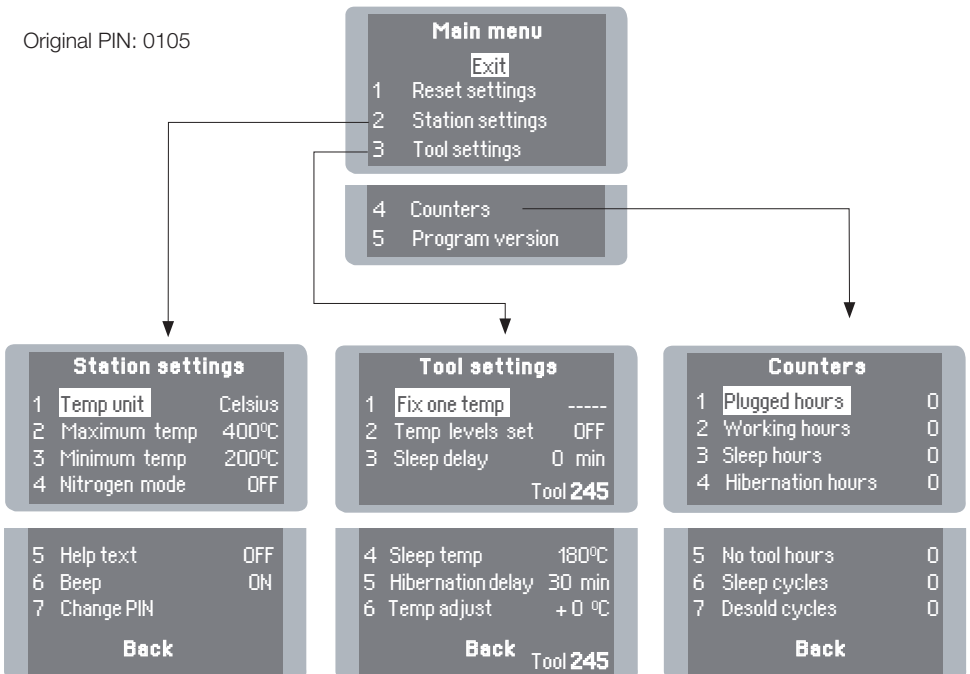 Original PIN: 0105
Main menu
Exit
1 Reset settings
2 Station settings
3 Tool settings
4 Counters
5 Program version
Station settings
1 Temp unit Celsius
2 Maximum temp 400ºC
3 Minimum temp 200ºC
4 Nitrogen mode OFF
5 Help text OFF
6 Beep ON
7 Change PIN
Back
Tool settings
1 Fix one temp -----
2 Temp levels set OFF
3 Sleep delay 0 min
Tool 245
4 Sleep temp 180ºC
5 Hibernation delay 30 min
6 Temp adjust +0 ºC
Back Tool 245
Counters
1 Plugged hours 0
2 Working hours 0
3 Sleep hours 0
4 Hibernation hours 0
5 No tool hours 0
6 Sleep cycles 0
7 Desold cycles 0
Back